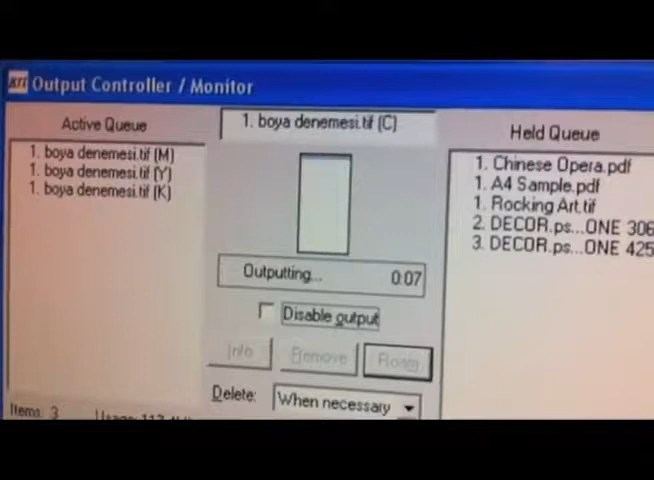 Output Controller / Monitor
Active Queue
1. boya denemesi.tif (M)
1. boya denemesi.tif (Y)
1. boya denemesi.tif (K)
1. boya denemesi.tif (C)
Outputting...
0:07
Disable output
Info
Remove
Delete:
When necessary
Held Queue
1. Chinese Opera.pdf
1. A4 Sample.pdf
1. Rocking Art.tif
2. DECOR.ps...ONE 306
3. DECOR.ps...ONE 425
Items: 3